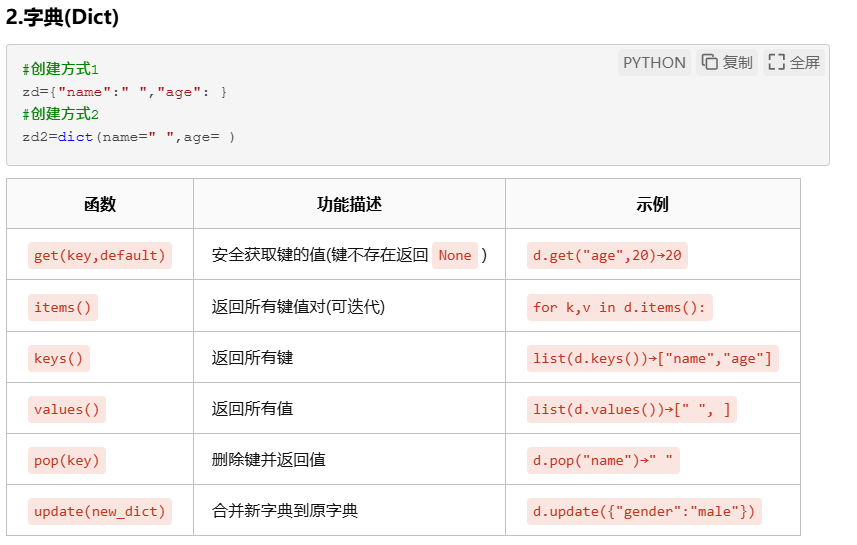 2.字典(Dict)
PYTHON 复制 全屏
#创建方式1
zd={"name":" ","age": }
#创建方式2
zd2=dict(name=" ",age= )
函数 功能描述 示例
get(key,default) 安全获取键的值(键不存在返回 None ) d.get("age",20)→20
items() 返回所有键值对(可迭代) for k,v in d.items():
keys() 返回所有键 list(d.keys())→["name","age"]
values() 返回所有值 list(d.values())→[" ", ]
pop(key) 删除键并返回值 d.pop("name")→" "
update(new_dict) 合并新字典到原字典 d.update({"gender":"male"})